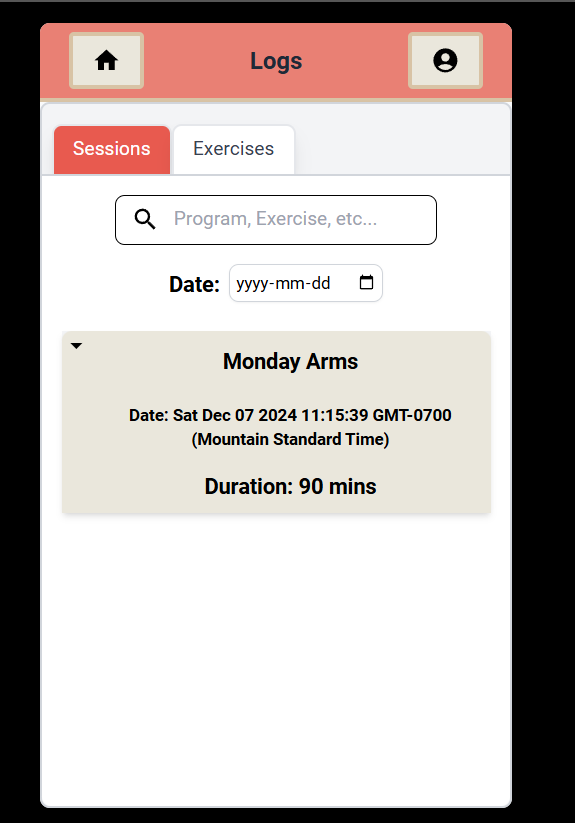 Logs
Sessions
Exercises
Program, Exercise, etc...
Date:
yyyy-mm-dd
Monday Arms
Date: Sat Dec 07 2024 11:15:39 GMT-0700
(Mountain Standard Time)
Duration: 90 mins